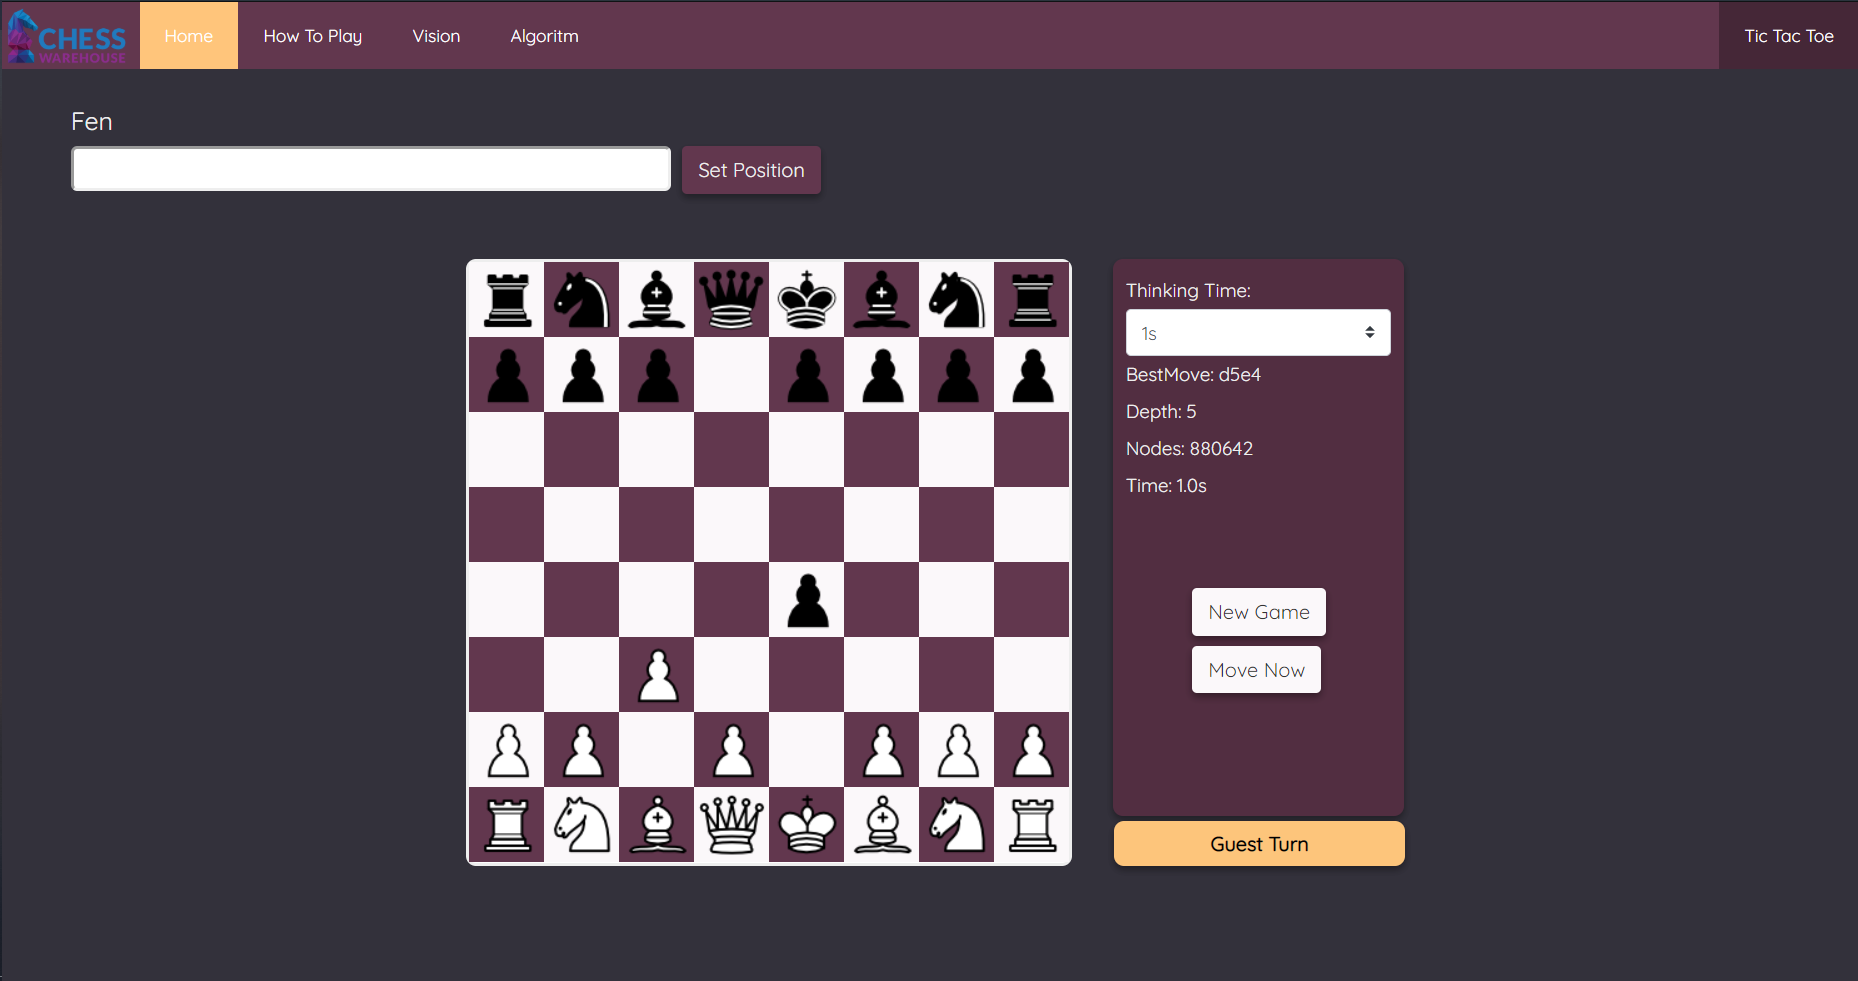 CHESS
WAREHOUSE
Home
How To Play
Vision
Algoritm
Tic Tac Toe
Fen
Set Position
Thinking Time:
1s
BestMove: d5e4
Depth: 5
Nodes: 880642
Time: 1.0s
New Game
Move Now
Guest Turn